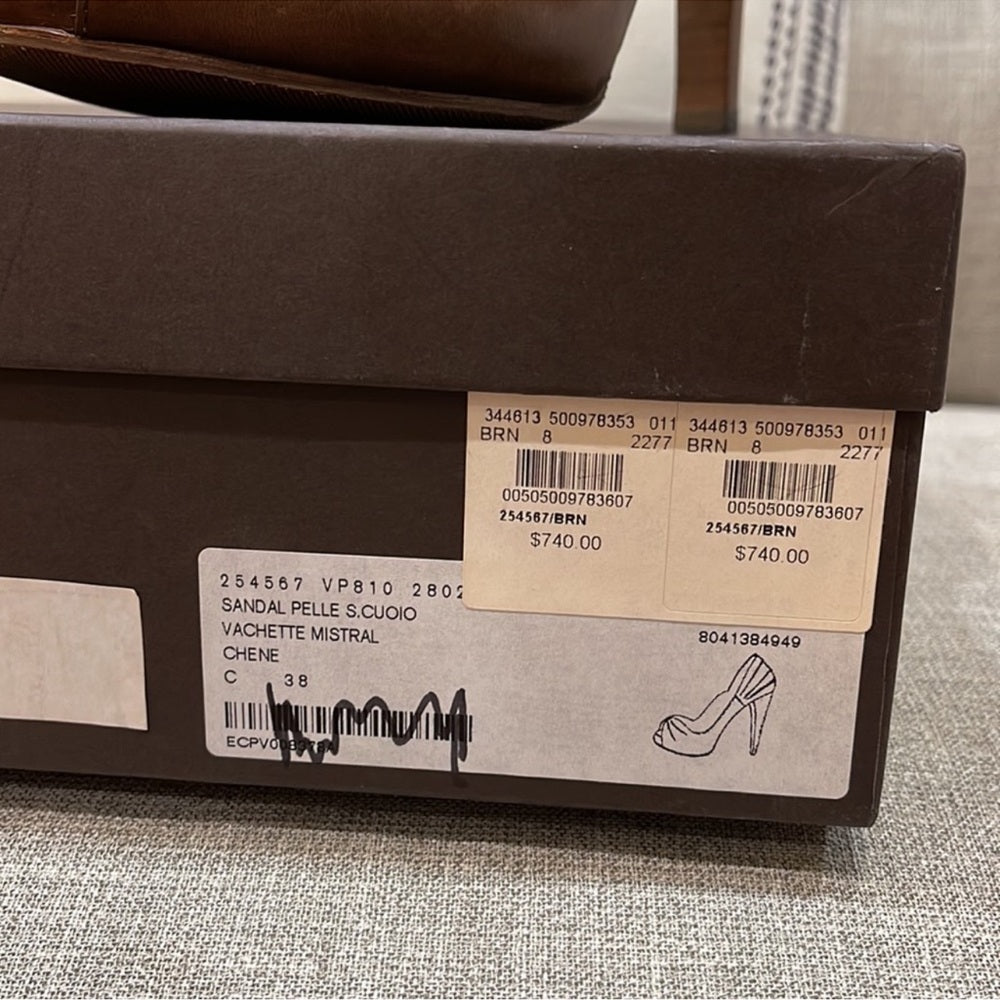 344613 500978353 011
BRN 8 2277
00505009783607
254567/BRN
$740.00
344613 500978353 011
BRN 8 2277
00505009783607
254567/BRN
$740.00
254567 VP810 2802
SANDAL PELLE S.CUOIO
VACHETTE MISTRAL
CHENE
C 38
8041384949